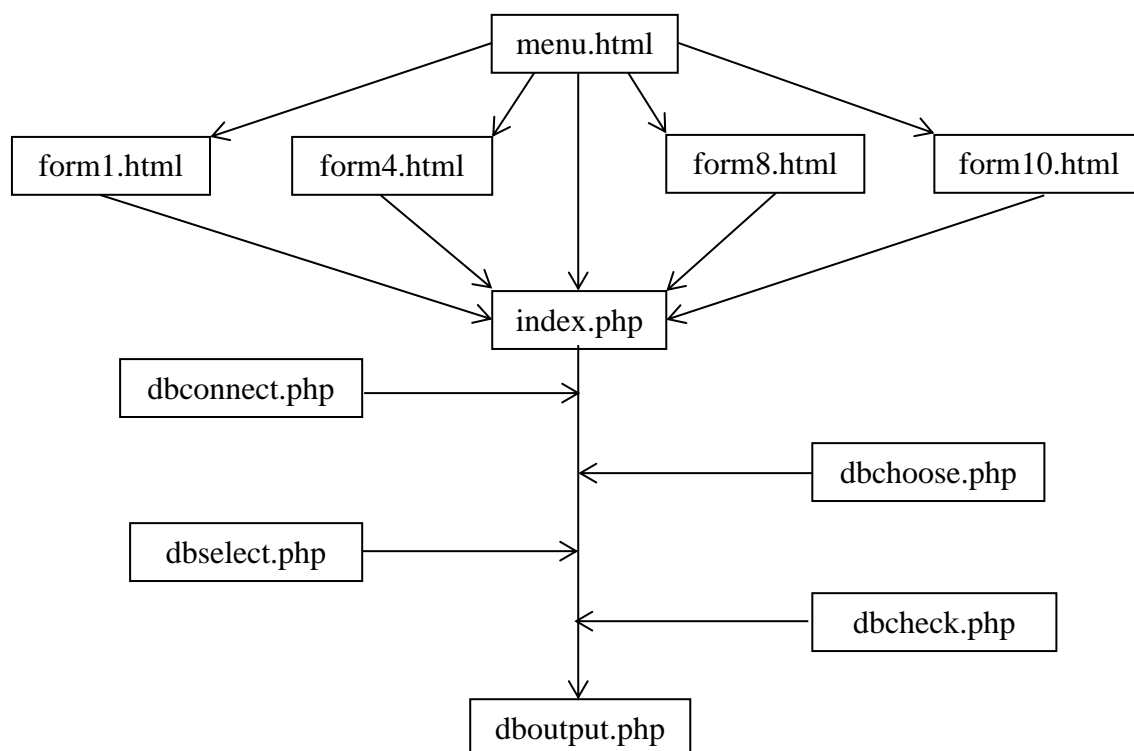 menu.html
form1.html
form4.html
form8.html
form10.html
index.php
dbconnect.php
dbchoose.php
dbselect.php
dbcheck.php
dboutput.php